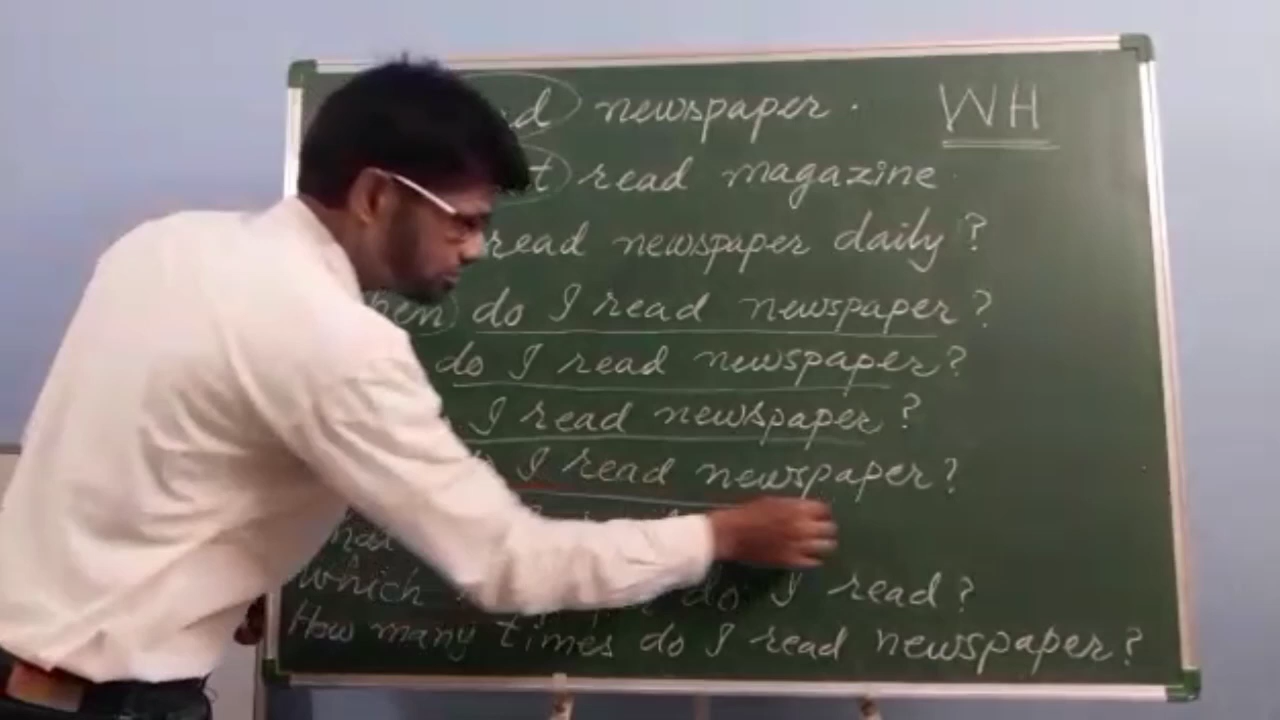 newspaper. WH
read magazine
read newspaper daily ?
do I read newspaper ?
do I read newspaper ?
I read newspaper ?
I read newspaper ?
which do I read ?
How many times do I read newspaper ?